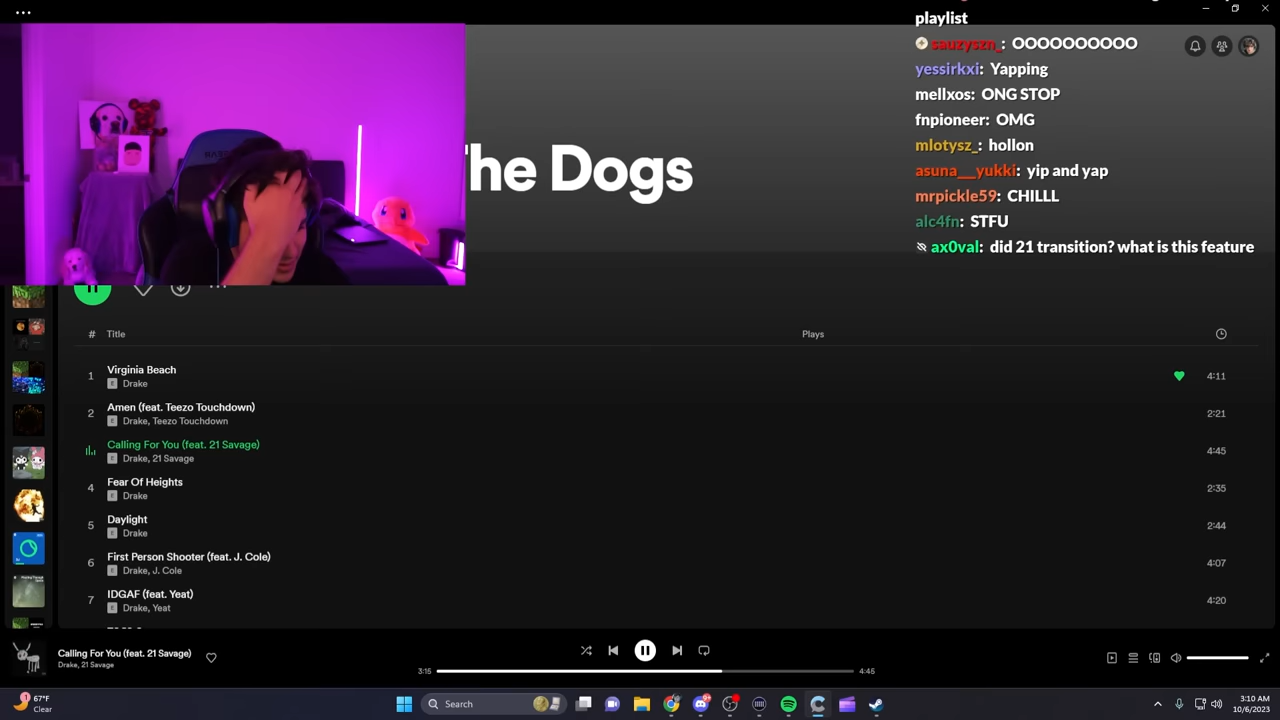 playlist
sauzyszn_: OOOOOOOOOO
yessirkxi: Yapping
mellxos: ONG STOP
fnpioneer: OMG
mlotysz_: hollon
asuna__yukki: yip and yap
mrpickle59: CHILLL
alc4fn: STFU
ax0val: did 21 transition? what is this feature
The Dogs
# Title Plays
1 Virginia Beach 4:11
E Drake
2 Amen (feat. Teezo Touchdown) 2:21
E Drake, Teezo Touchdown
Calling For You (feat. 21 Savage) 4:45
E Drake, 21 Savage
4 Fear Of Heights 2:35
E Drake
5 Daylight 2:44
E Drake
6 First Person Shooter (feat. J. Cole) 4:07
E Drake, J. Cole
7 IDGAF (feat. Yeat) 4:20
E Drake, Yeat
Calling For You (feat. 21 Savage)
Drake, 21 Savage
3:15 4:45
1 67°F
Clear
Search
3:10 AM
10/6/2023